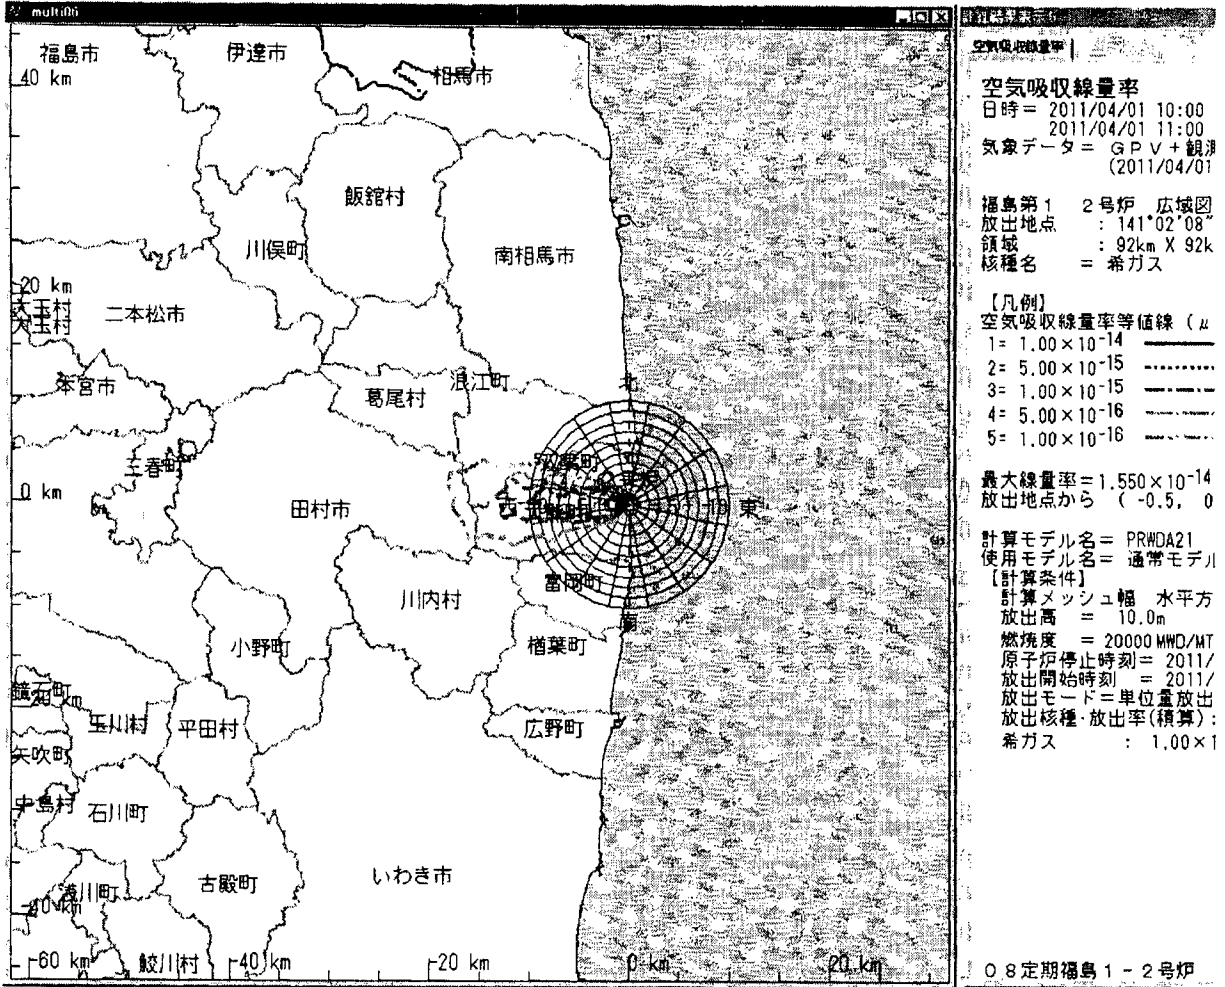 multi06
福島市
伊達市
40 km
相馬市
飯舘村
川俣町
南相馬市
20 km
大玉村
大玉村
二本松市
本宮市
葛尾村
浪江町
北
双葉町
三春町
0 km
田村市
西
東
富岡町
川内村
南
小野町
楢葉町
鏡石町
-20 km
玉川村
平田村
広野町
矢吹町
中島村
石川町
浅川町
-40 km
古殿町
いわき市
-60 km
鮫川村
-40 km
-20 km
0 km
20 km
空気吸収線量率
空気吸収線量率
日時= 2011/04/01 10:00
2011/04/01 11:00
気象データ= GPV+観測
(2011/04/01
福島第1 2号炉 広域図
放出地点 : 141°02'08"
領域 : 92km X 92k
核種名 = 希ガス
【凡例】
空気吸収線量率等値線 (μ
1= 1.00×10⁻¹⁴
2= 5.00×10⁻¹⁵
3= 1.00×10⁻¹⁵
4= 5.00×10⁻¹⁶
5= 1.00×10⁻¹⁶
最大線量率=1.550×10⁻¹⁴
放出地点から ( -0.5, 0
計算モデル名= PRWDA21
使用モデル名= 通常モデル
【計算条件】
計算メッシュ幅 水平方
放出高 = 10.0m
燃焼度 = 20000MWD/MT
原子炉停止時刻= 2011/
放出開始時刻 = 2011/
放出モード=単位量放出
放出核種・放出率(積算):
希ガス : 1.00×1
08定期福島1-2号炉